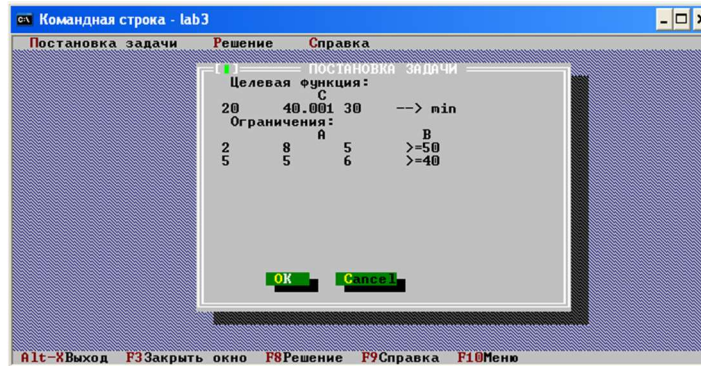 Командная строка - lab3
Постановка задачи Решение Справка
ПОСТАНОВКА ЗАДАЧИ
Целевая функция:
C
20 40.001 30 --> min
Ограничения:
A B
2 8 5 >=50
5 5 6 >=40
OK Cancel
Alt-X Выход F3 Закрыть окно F8 Решение F9 Справка F10 Меню